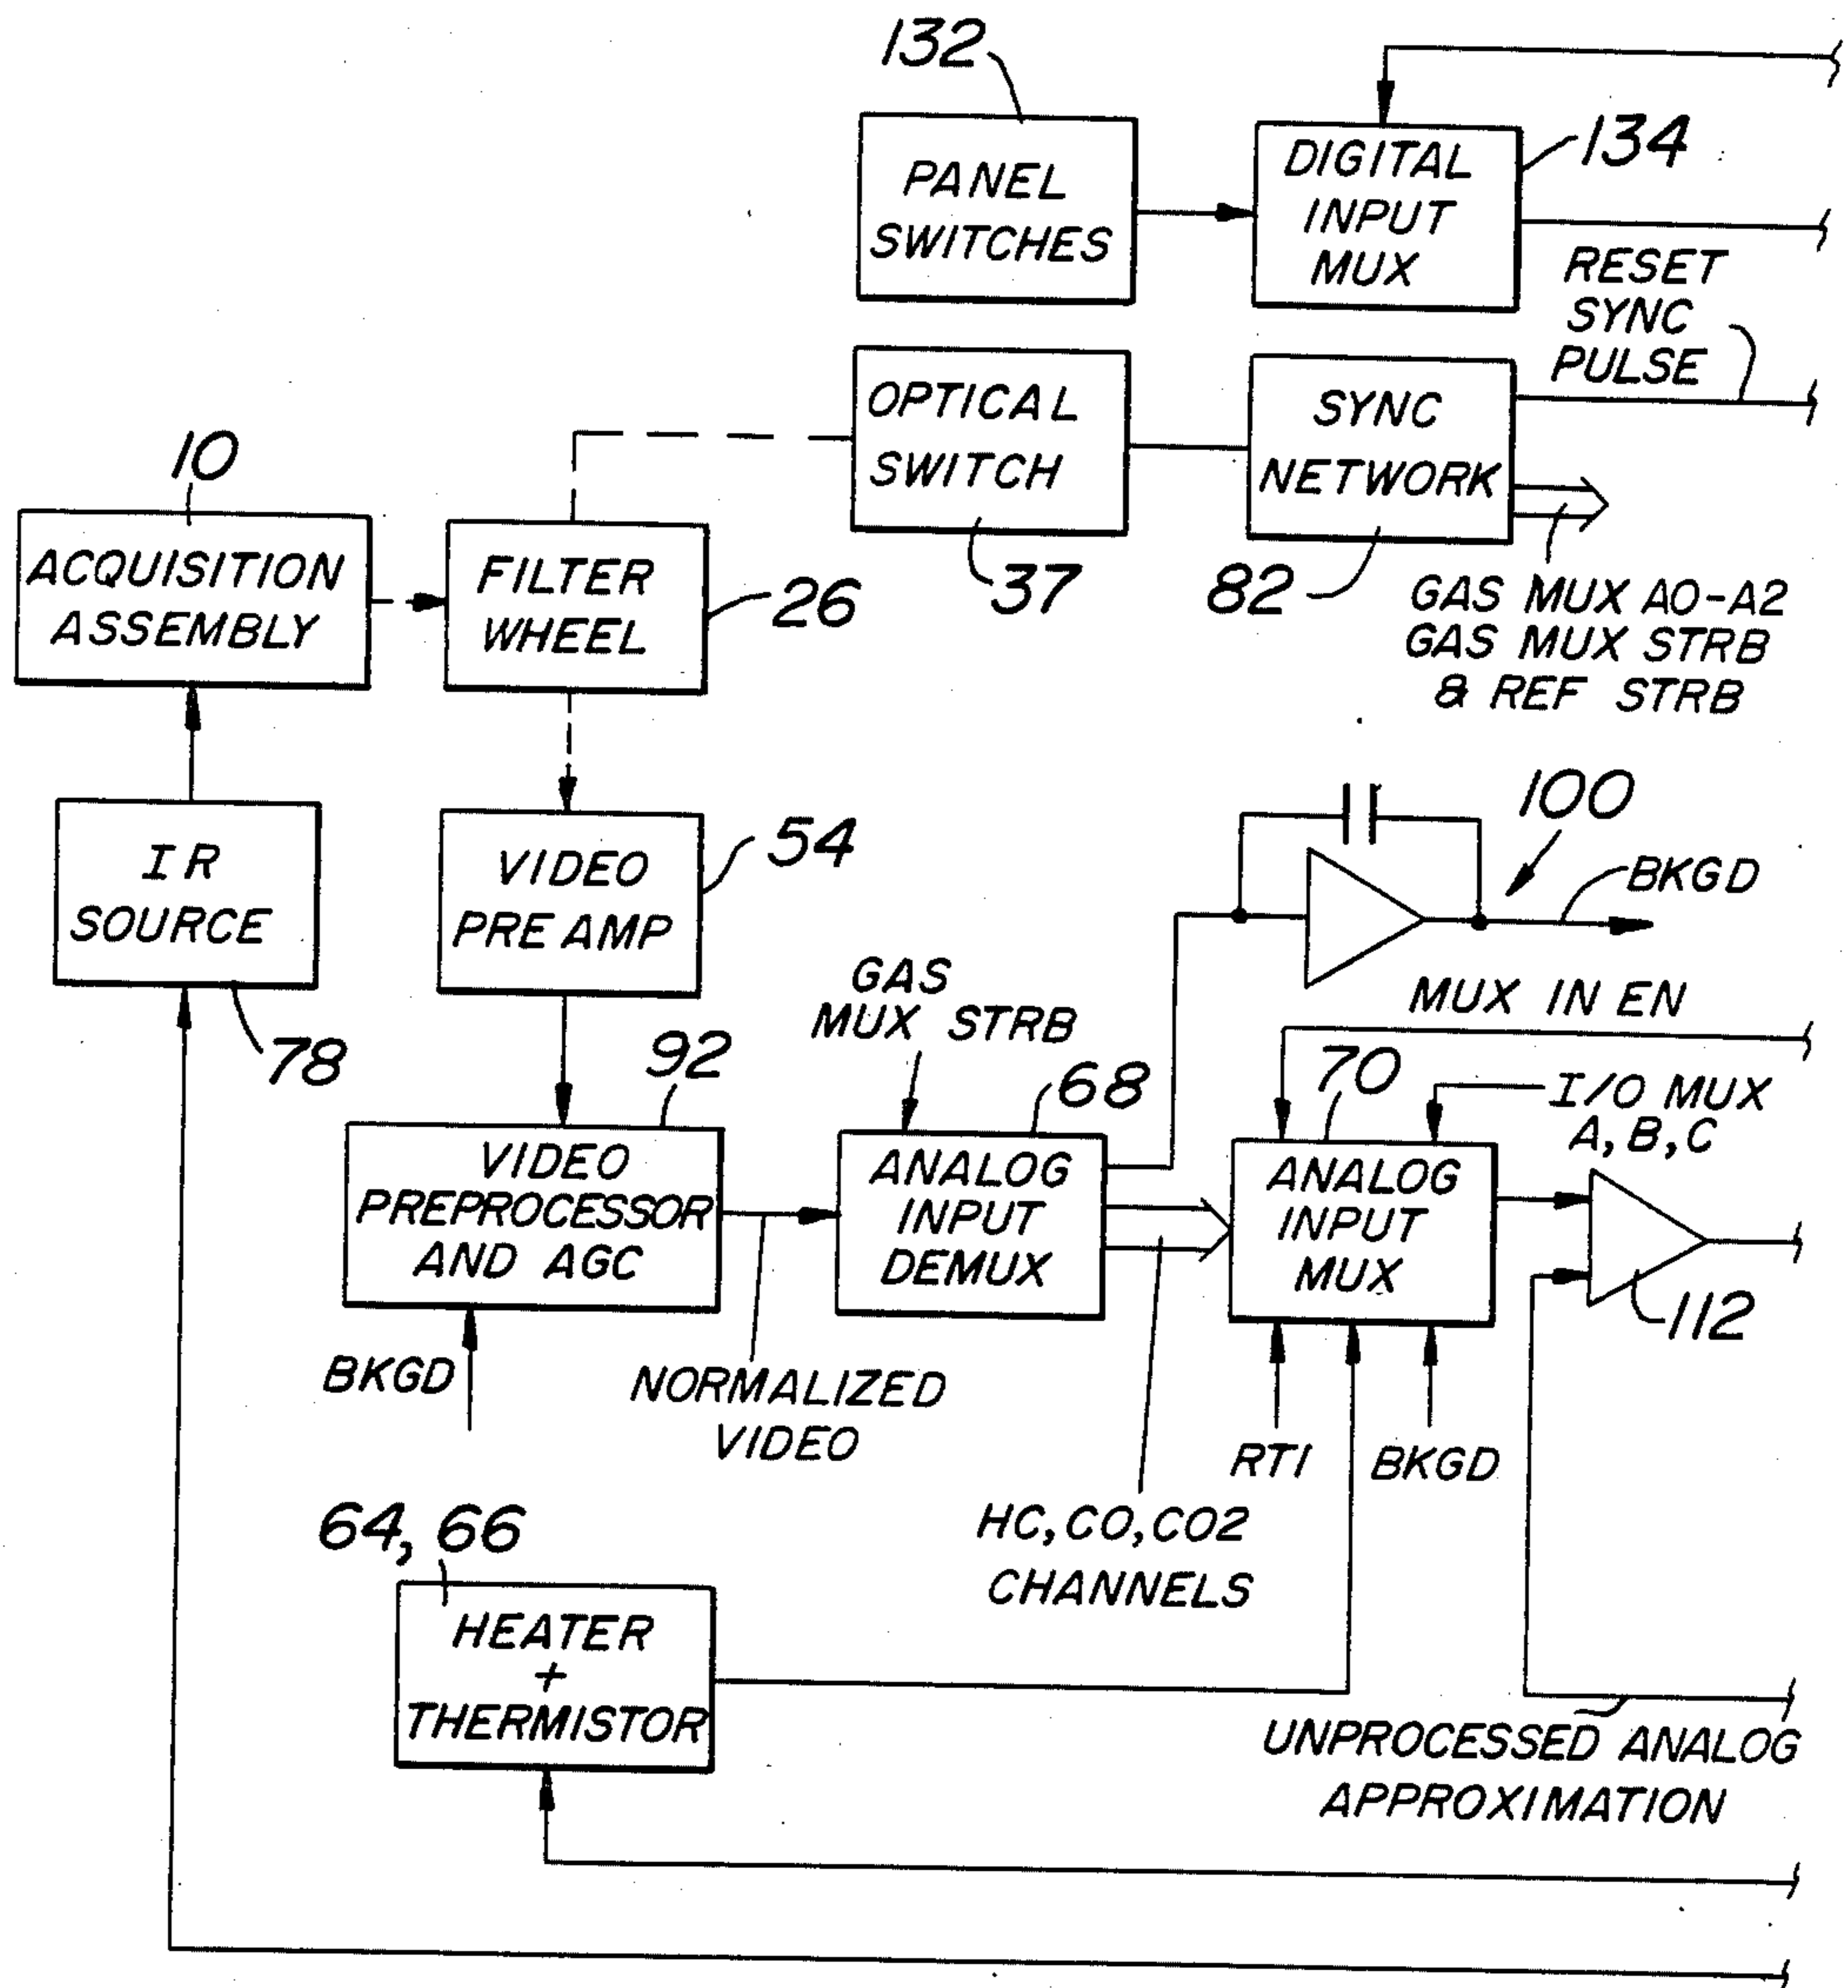 132
134
PANEL
SWITCHES
DIGITAL
INPUT
MUX
RESET
SYNC
PULSE
OPTICAL
SWITCH
SYNC
NETWORK
10
ACQUISITION
ASSEMBLY
FILTER
WHEEL
26
37
82
GAS MUX A0-A2
GAS MUX STRB
& REF STRB
IR
SOURCE
78
VIDEO
PRE AMP
54
100
BKGD
GAS
MUX STRB
MUX IN EN
92
68
70
I/O MUX
A, B, C
VIDEO
PREPROCESSOR
AND AGC
ANALOG
INPUT
DEMUX
ANALOG
INPUT
MUX
112
BKGD
NORMALIZED
VIDEO
RTI
BKGD
HC, CO, CO2
CHANNELS
64, 66
HEATER
+
THERMISTOR
UNPROCESSED ANALOG
APPROXIMATION